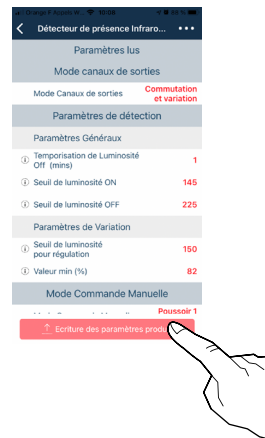 Orange F
10:08
Détecteur de présence Infraro... •••
Paramètres lus
Mode canaux de sorties
Mode Canaux de sorties
Commutation
et variation
Paramètres de détection
Paramètres Généraux
Temporisation de Luminosité
Off (mins)
1
Seuil de luminosité ON
145
Seuil de luminosité OFF
225
Paramètres de Variation
Seuil de luminosité
pour régulation
150
Valeur min (%)
82
Mode Commande Manuelle
Poussoir 1
Ecriture des paramètres produ